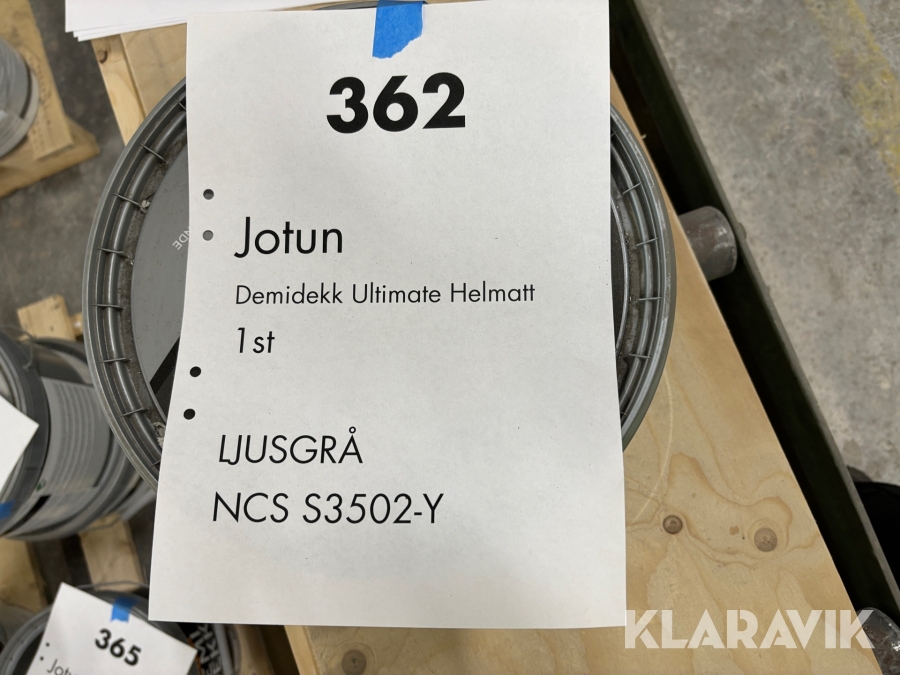 362
Jotun
Demidekk Ultimate Helmatt
1st
LJUSGRÅ
NCS S3502-Y
365
KLARAVIK